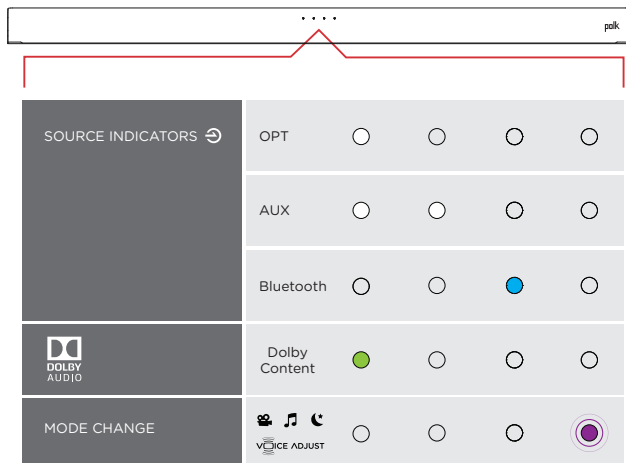 polk
SOURCE INDICATORS
OPT
AUX
Bluetooth
DOLBY
AUDIO
Dolby
Content
MODE CHANGE
VOICE ADJUST